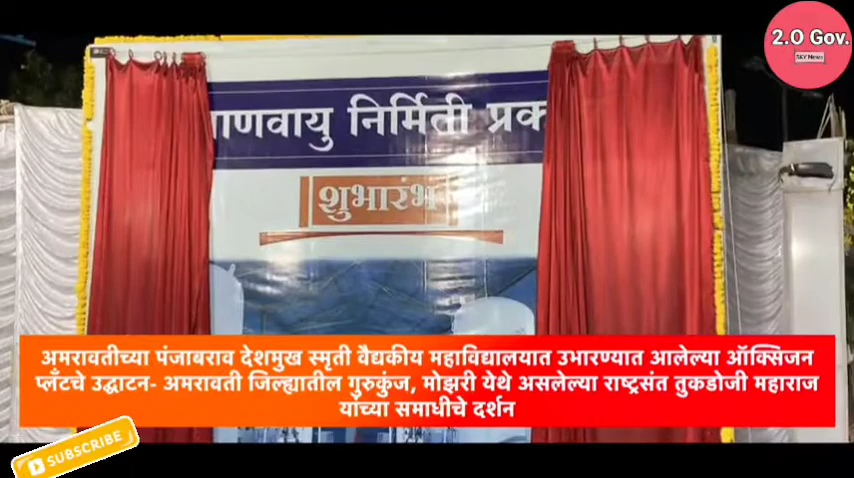 2.0 Gov.
SKY News
निर्मिती
शुभारंभ
अमरावतीच्या पंजाबराव देशमुख स्मृती वैद्यकीय महाविद्यालयात उभारण्यात आलेल्या ऑक्सिजन
प्लँटचे उद्घाटन- अमरावती जिल्ह्यातील गुरुकुंज, मोझरी येथे असलेल्या राष्ट्रसंत तुकडोजी महाराज
यांच्या समाधीचे दर्शन
SUBSCRIBE